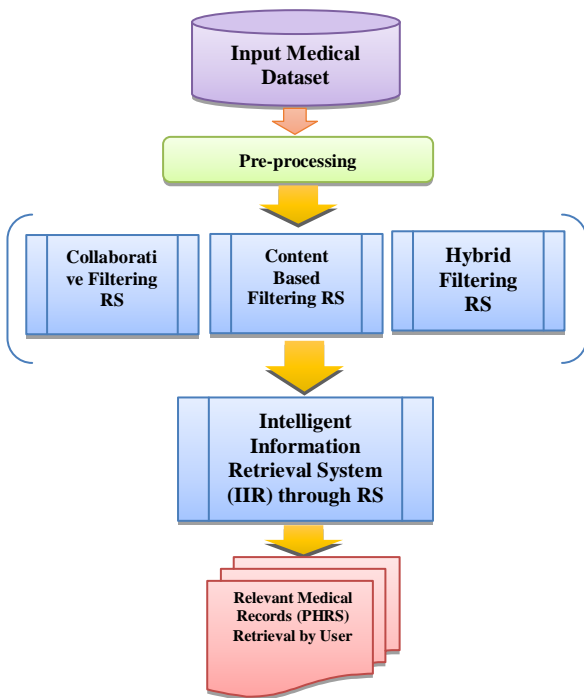 Input Medical
Dataset
Pre-processing
Collaborati
ve Filtering
RS
Content
Based
Filtering RS
Hybrid
Filtering
RS
Intelligent
Information
Retrieval System
(IIR) through RS
Relevant Medical
Records (PHRS)
Retrieval by User